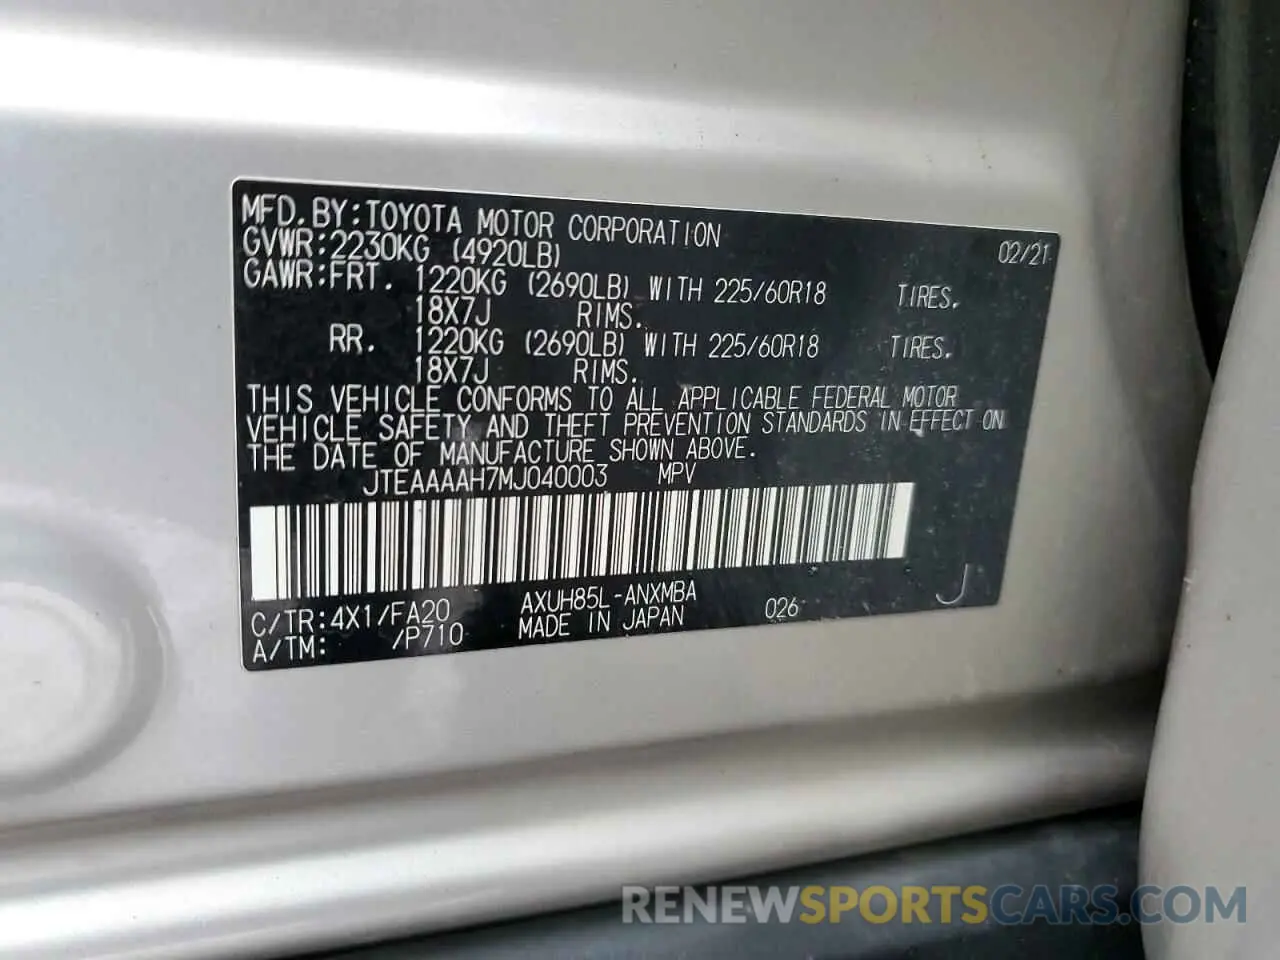 MFD.BY:TOYOTA MOTOR CORPORATION 02/21
GVWR:2230KG (4920LB)
GAWR:FRT. 1220KG (2690LB) WITH 225/60R18 TIRES.
18X7J RIMS.
RR. 1220KG (2690LB) WITH 225/60R18 TIRES.
18X7J RIMS.
THIS VEHICLE CONFORMS TO ALL APPLICABLE FEDERAL MOTOR
VEHICLE SAFETY AND THEFT PREVENTION STANDARDS IN EFFECT ON
THE DATE OF MANUFACTURE SHOWN ABOVE.
JTEAAAAH7MJ040003 MPV
C/TR:4X1/FA20 AXUH85L-ANXMBA 026 J
A/TM: /P710 MADE IN JAPAN
RENEWSPORTSCARS.COM